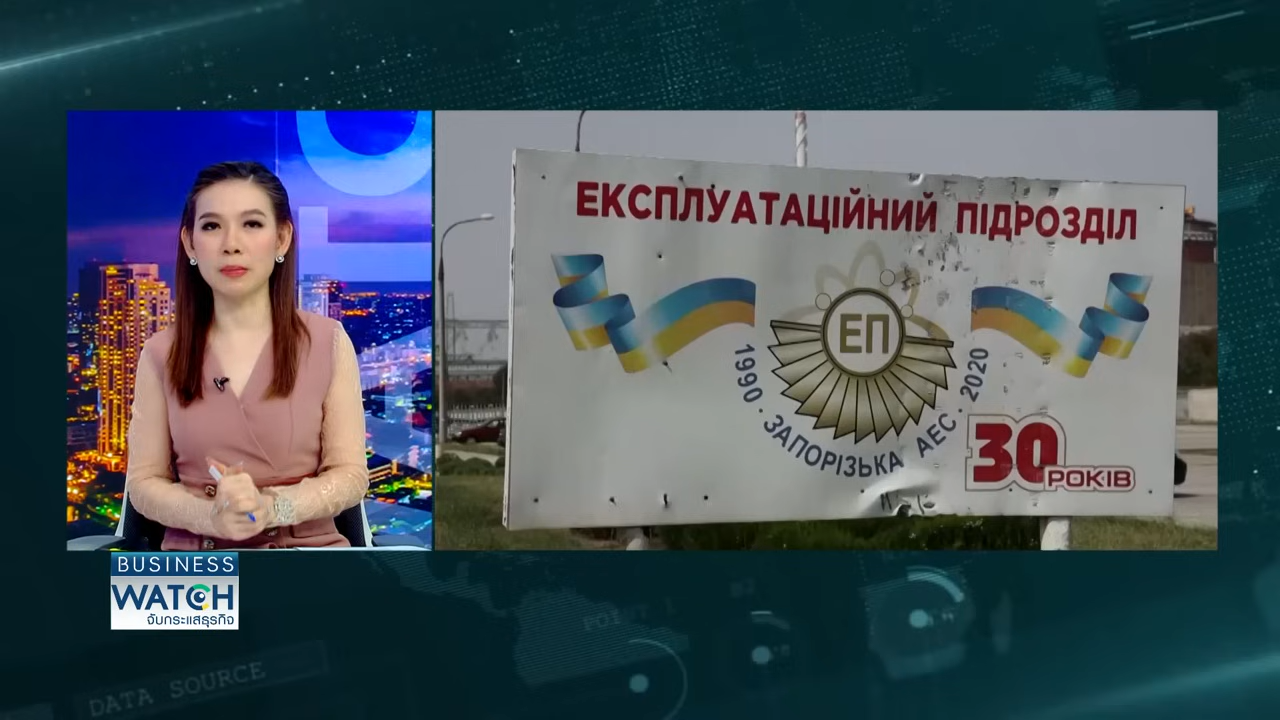 ЕКСПЛУАТАЦІЙНИЙ ПІДРОЗДІЛ
ЕП
1990 · ЗАПОРІЗЬКА АЕС · 2020
30 РОКІВ
BUSINESS
WATCH
จับกระแสธุรกิจ
DATA SOURCE